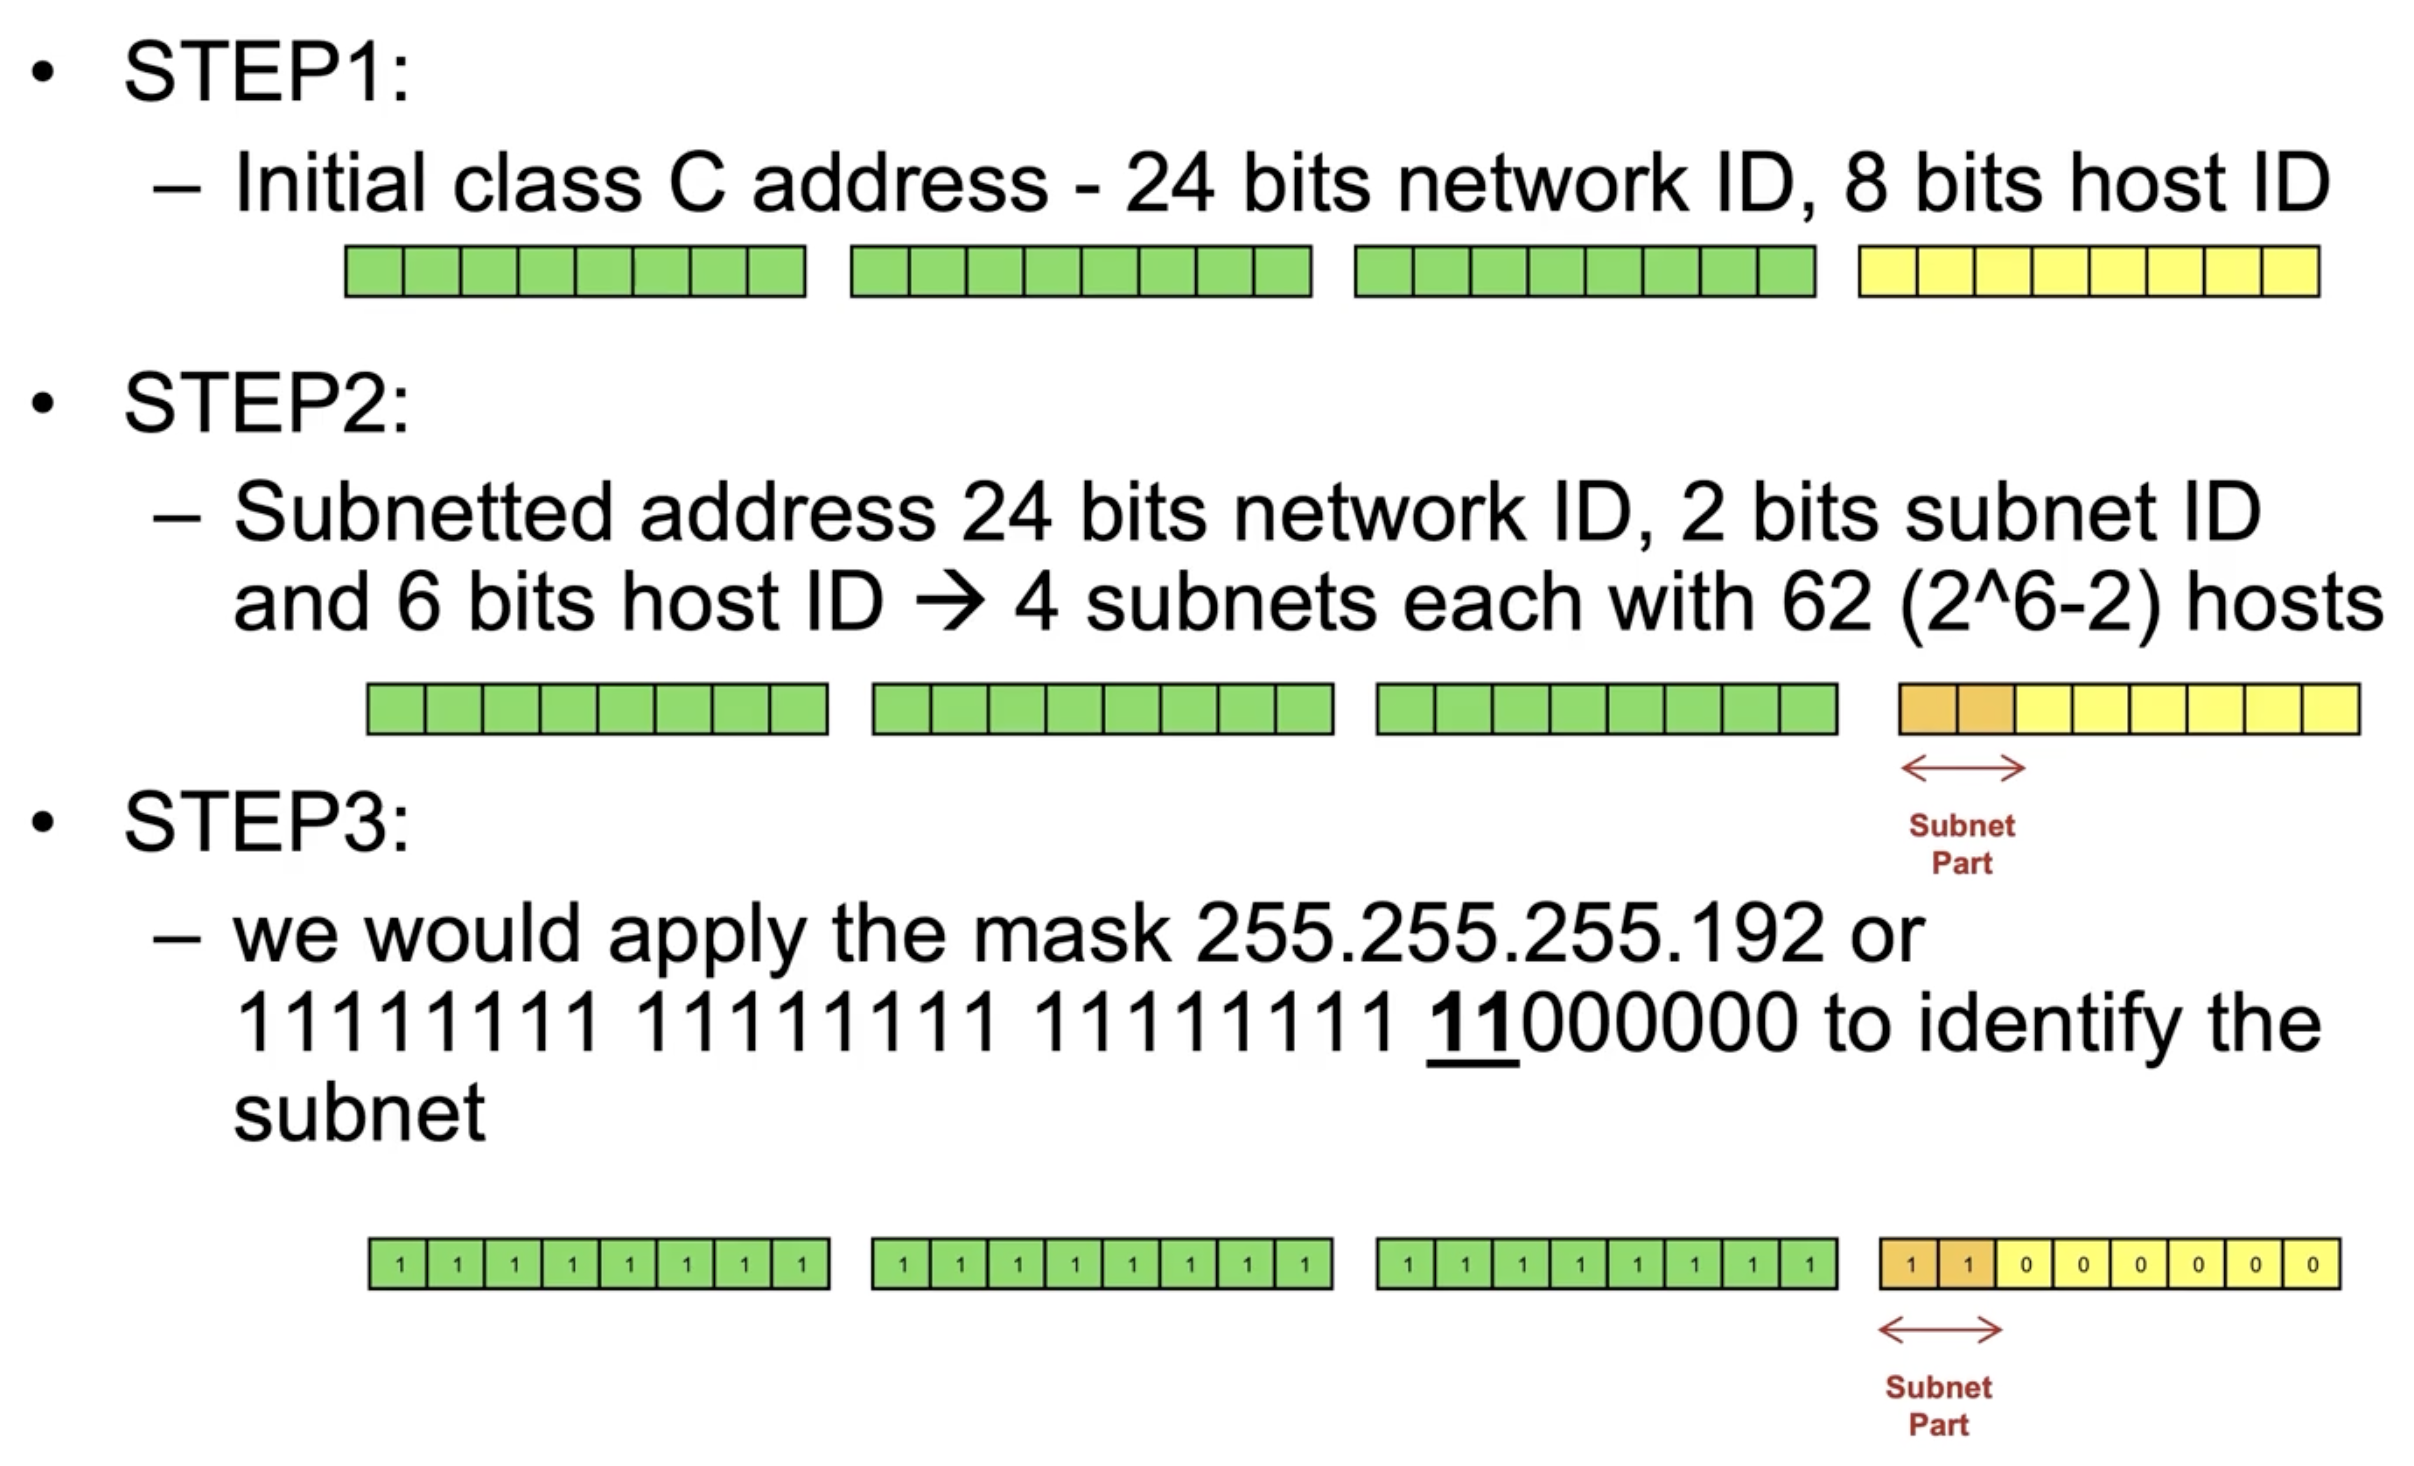 • STEP1:
– Initial class C address - 24 bits network ID, 8 bits host ID
• STEP2:
– Subnetted address 24 bits network ID, 2 bits subnet ID
and 6 bits host ID → 4 subnets each with 62 (2^6-2) hosts
Subnet
Part
• STEP3:
– we would apply the mask 255.255.255.192 or
11111111 11111111 11111111 11000000 to identify the
subnet
1 1 1 1 1 1 1 1 1 1 1 1 1 1 1 1 1 1 1 1 1 1 1 1 1 1 0 0 0 0 0 0
Subnet
Part